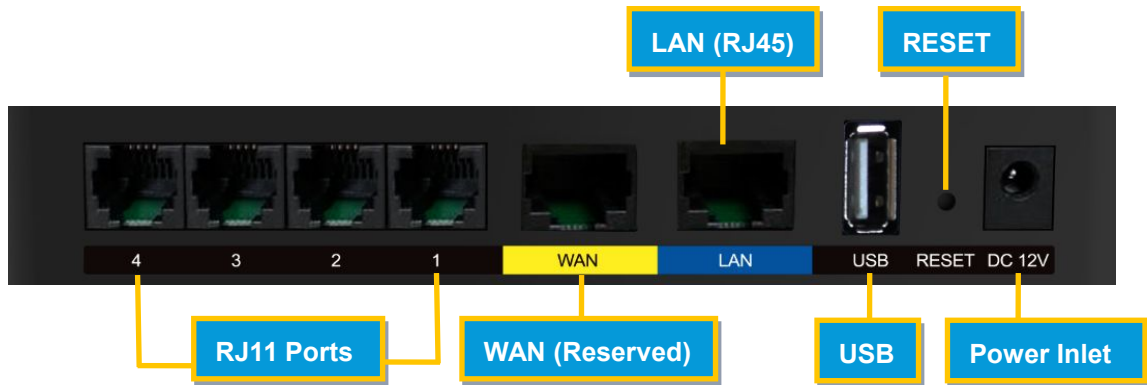 LAN (RJ45)
RESET
4 3 2 1 WAN LAN USB RESET DC 12V
RJ11 Ports
WAN (Reserved)
USB
Power Inlet